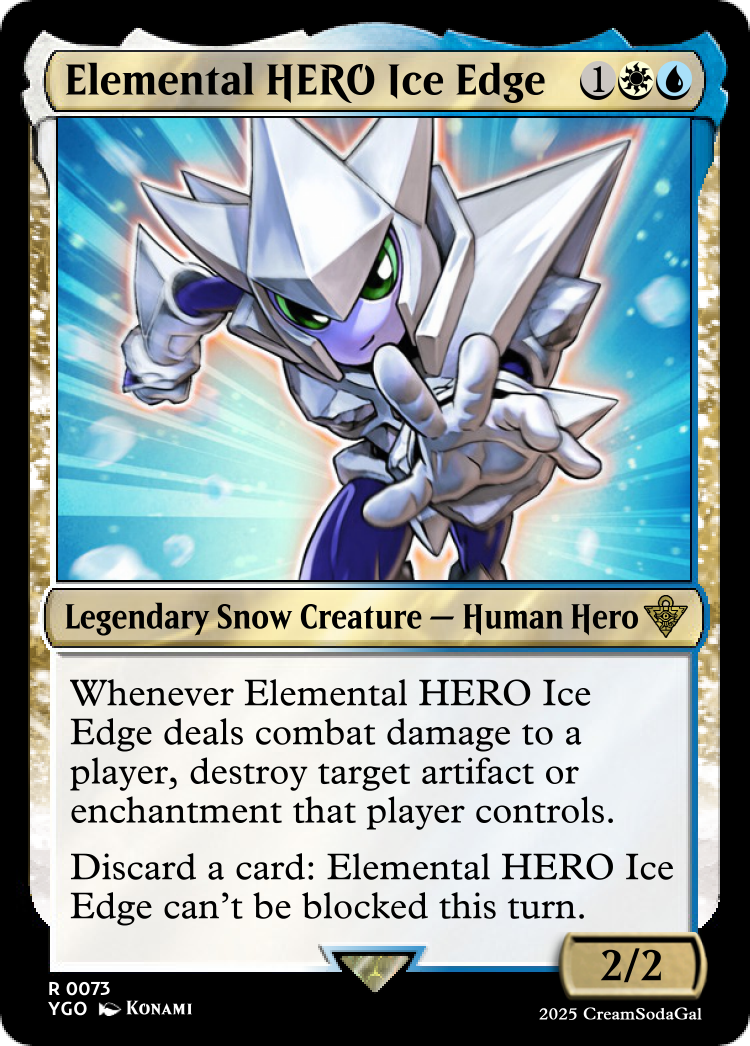 Elemental HERO Ice Edge 1
Legendary Snow Creature — Human Hero
Whenever Elemental HERO Ice
Edge deals combat damage to a
player, destroy target artifact or
enchantment that player controls.
Discard a card: Elemental HERO Ice
Edge can't be blocked this turn.
2/2
R 0073
YGO KONAMI
2025 CreamSodaGal